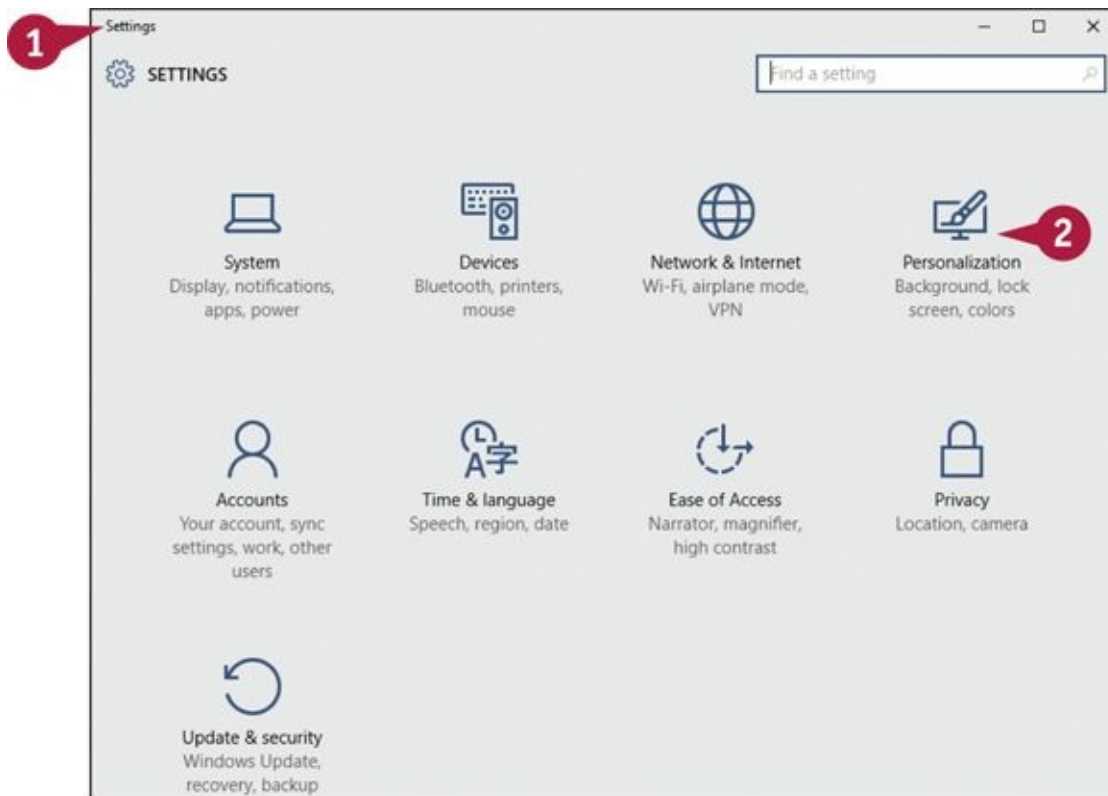 1
Settings
SETTINGS
Find a setting
System
Display, notifications,
apps, power
Devices
Bluetooth, printers,
mouse
Network & Internet
Wi-Fi, airplane mode,
VPN
Personalization
Background, lock
screen, colors
2
Accounts
Your account, sync
settings, work, other
users
A字
Time & language
Speech, region, date
Ease of Access
Narrator, magnifier,
high contrast
Privacy
Location, camera
Update & security
Windows Update,
recovery, backup